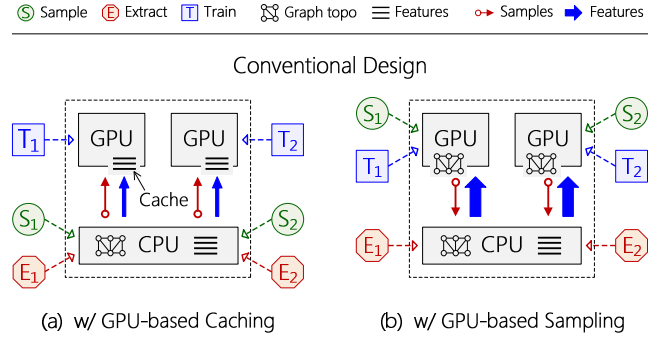 S Sample E Extract T Train Graph topo Features Samples Features
Conventional Design
GPU GPU
T1 T2
Cache
S1 S2
CPU
E1 E2
(a) w/ GPU-based Caching
S1 S2
GPU GPU
T1 T2
E1 CPU E2
(b) w/ GPU-based Sampling